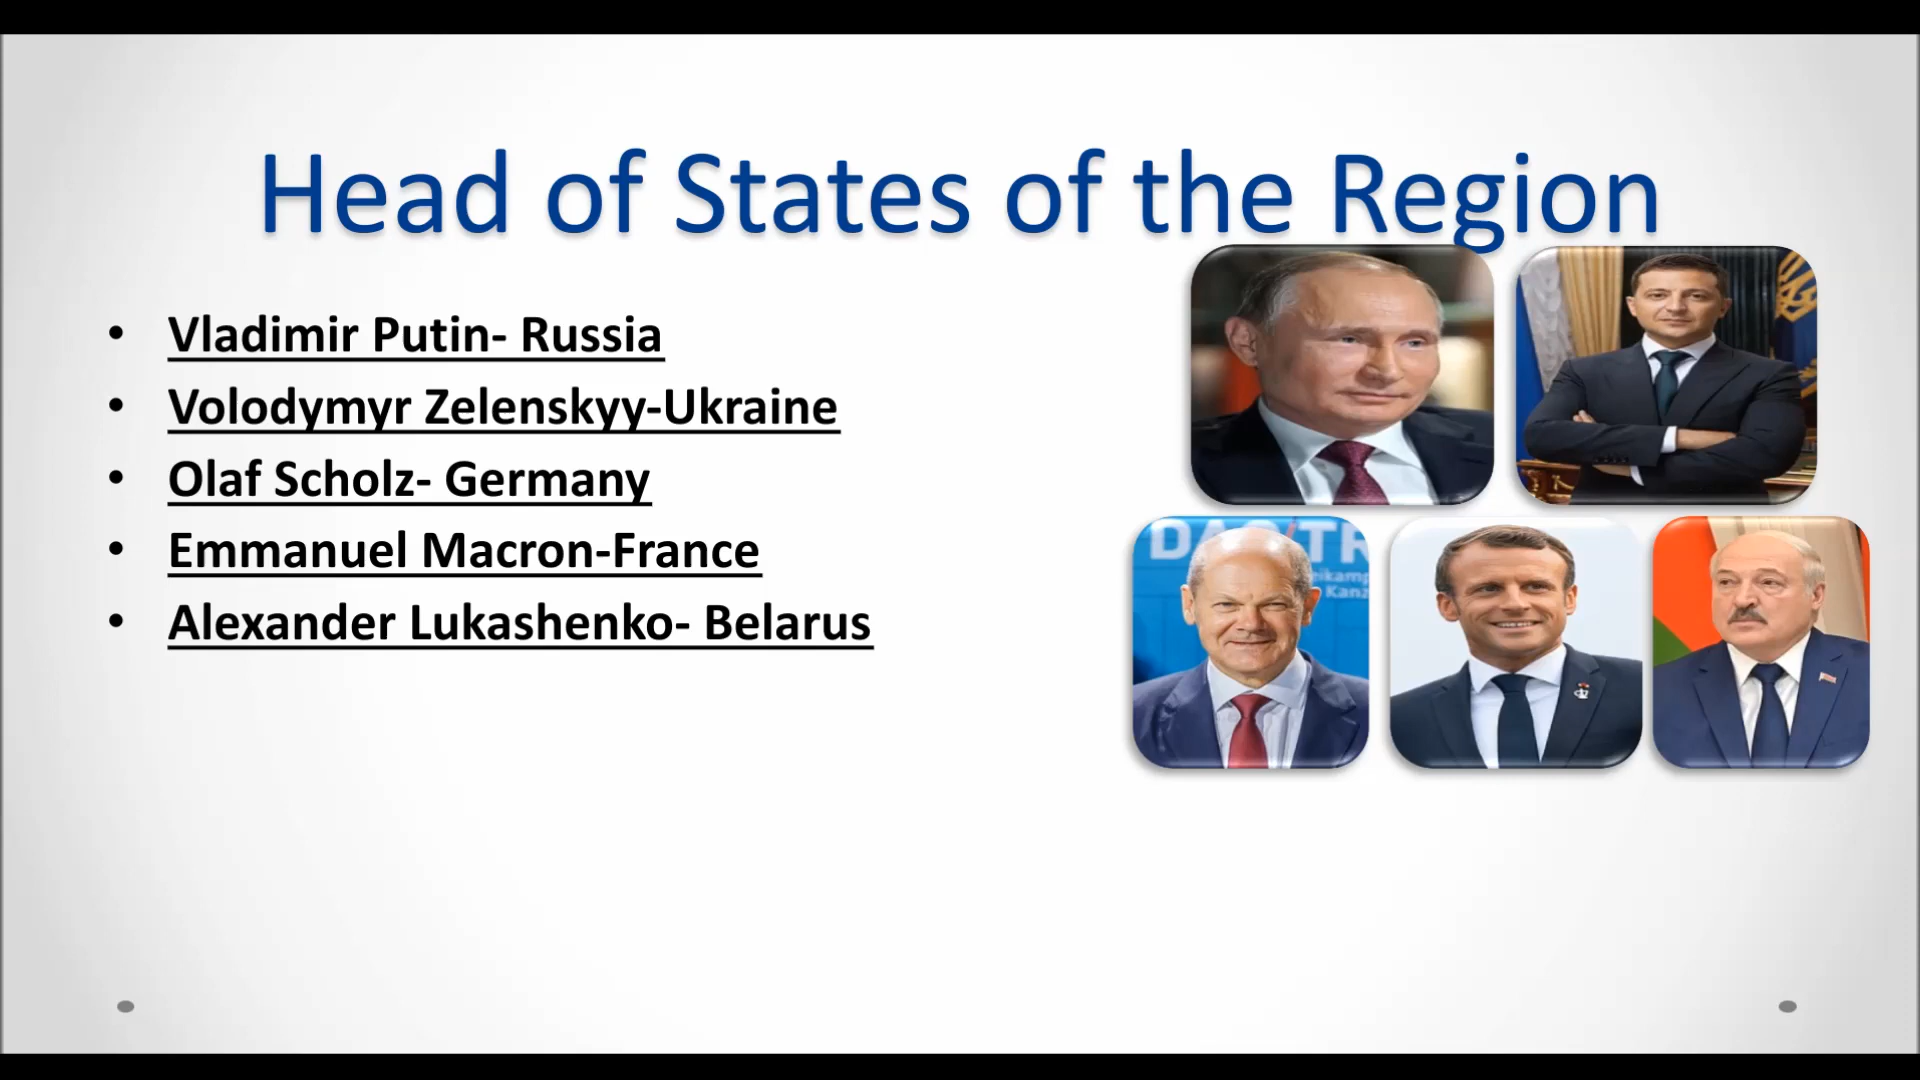 Head of States of the Region
• Vladimir Putin- Russia
• Volodymyr Zelenskyy-Ukraine
• Olaf Scholz- Germany
• Emmanuel Macron-France
• Alexander Lukashenko- Belarus